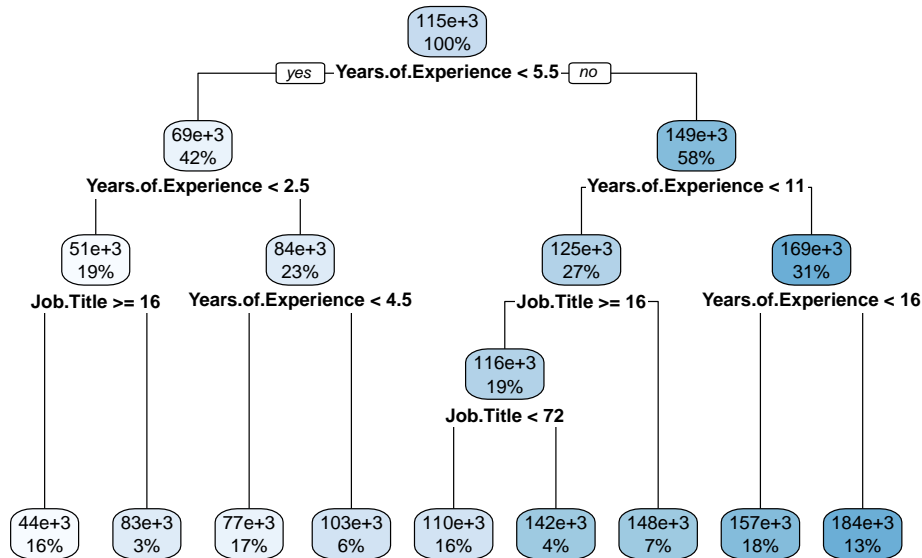 115e+3
100%
yes
Years.of.Experience < 5.5
no
69e+3
42%
149e+3
58%
Years.of.Experience < 2.5
Years.of.Experience < 11
51e+3
19%
84e+3
23%
125e+3
27%
169e+3
31%
Job.Title >= 16
Years.of.Experience < 4.5
Job.Title >= 16
Years.of.Experience < 16
116e+3
19%
Job.Title < 72
44e+3
16%
83e+3
3%
77e+3
17%
103e+3
6%
110e+3
16%
142e+3
4%
148e+3
7%
157e+3
18%
184e+3
13%